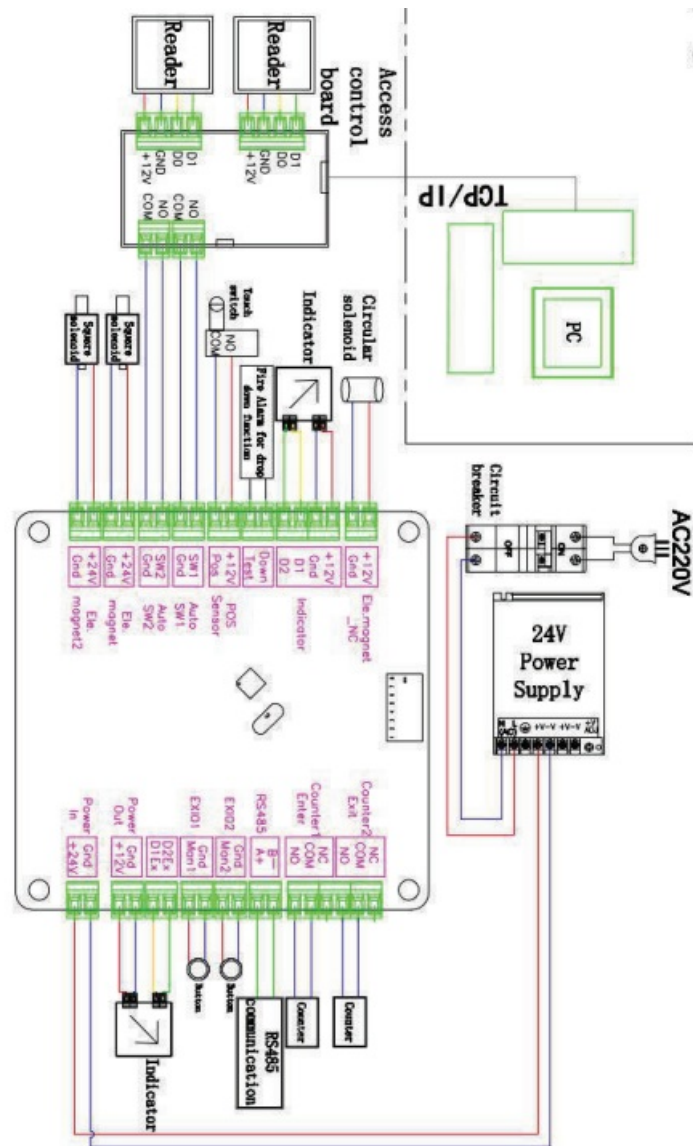 Reader
Reader
Access
control
board
+12V
GND
D0
D1
+12V
GND
D0
D1
COM
NO
COM
NO
TCP/IP
PC
Square
solenoid
Square
solenoid
Touch
switch
NO
COM
Fire Alarm for drop
down function
Indicator
Circular
solenoid
Circuit
breaker
OFF
ON
AC220V
24V
Power
Supply
N
L
+V-V
+V-V
+V
ADJ
+24V
Gnd
Ele.
magnet2
+24V
Gnd
Ele.
magnet
SW2
Gnd
Auto
SW2
SW1
Gnd
Auto
SW1
+12V
Pos
POS
Sensor
Down
Test
+12V
Gnd
D1
D2
Indicator
+12V
Gnd
Ele.magnet
_NC
Power
In
Gnd
+24V
Power
Out
Gnd
+12V
D2Ex
D1Ex
EXIO1
Gnd
Man1
EXIO2
Gnd
Man2
RS485
B-
A+
Counter1
Enter
NC
COM
NO
Counter2
Exit
NC
COM
NO
Indicator
Button
Button
RS485
communication
Counter
Counter